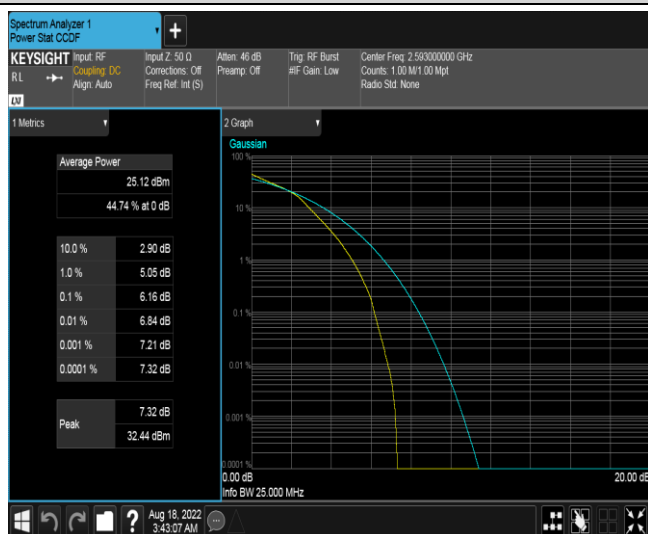 Spectrum Analyzer 1
Power Stat CCDF
+
KEYSIGHT
RL
LXI
Input: RF
Coupling: DC
Align: Auto
Input Z: 50 Ω
Corrections: Off
Freq Ref: Int (S)
Atten: 46 dB
Preamp: Off
Trig: RF Burst
#IF Gain: Low
Center Freq: 2.593000000 GHz
Counts: 1.00 M/1.00 Mpt
Radio Std: None
1 Metrics
Average Power
25.12 dBm
44.74 % at 0 dB
10.0 % 2.90 dB
1.0 % 5.05 dB
0.1 % 6.16 dB
0.01 % 6.84 dB
0.001 % 7.21 dB
0.0001 % 7.32 dB
Peak
7.32 dB
32.44 dBm
2 Graph
Gaussian
100 %
10 %
1 %
0.1 %
0.01 %
0.001 %
0.0001 %
0.00 dB 20.00 dB
Info BW 25.000 MHz
?
Aug 18, 2022
3:43:07 AM